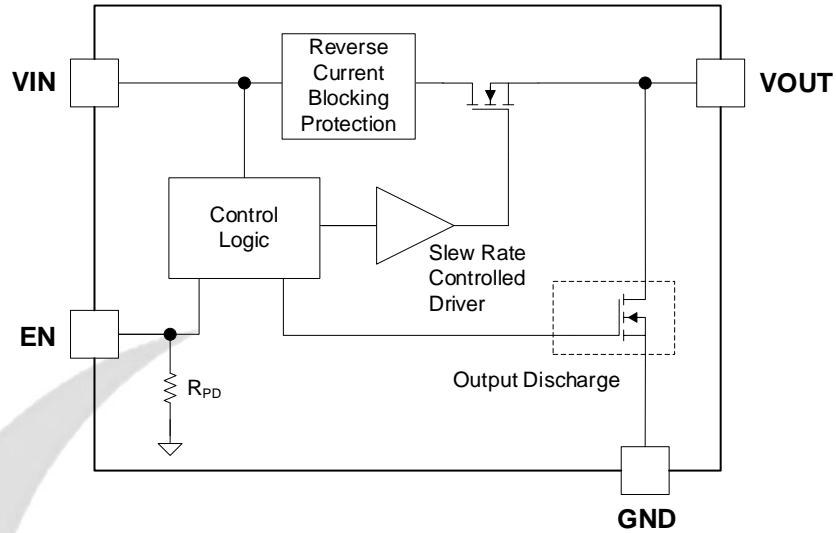 Reverse
Current
Blocking
Protection
VIN
VOUT
Control
Logic
Slew Rate
Controlled
Driver
EN
RPD
Output Discharge
GND